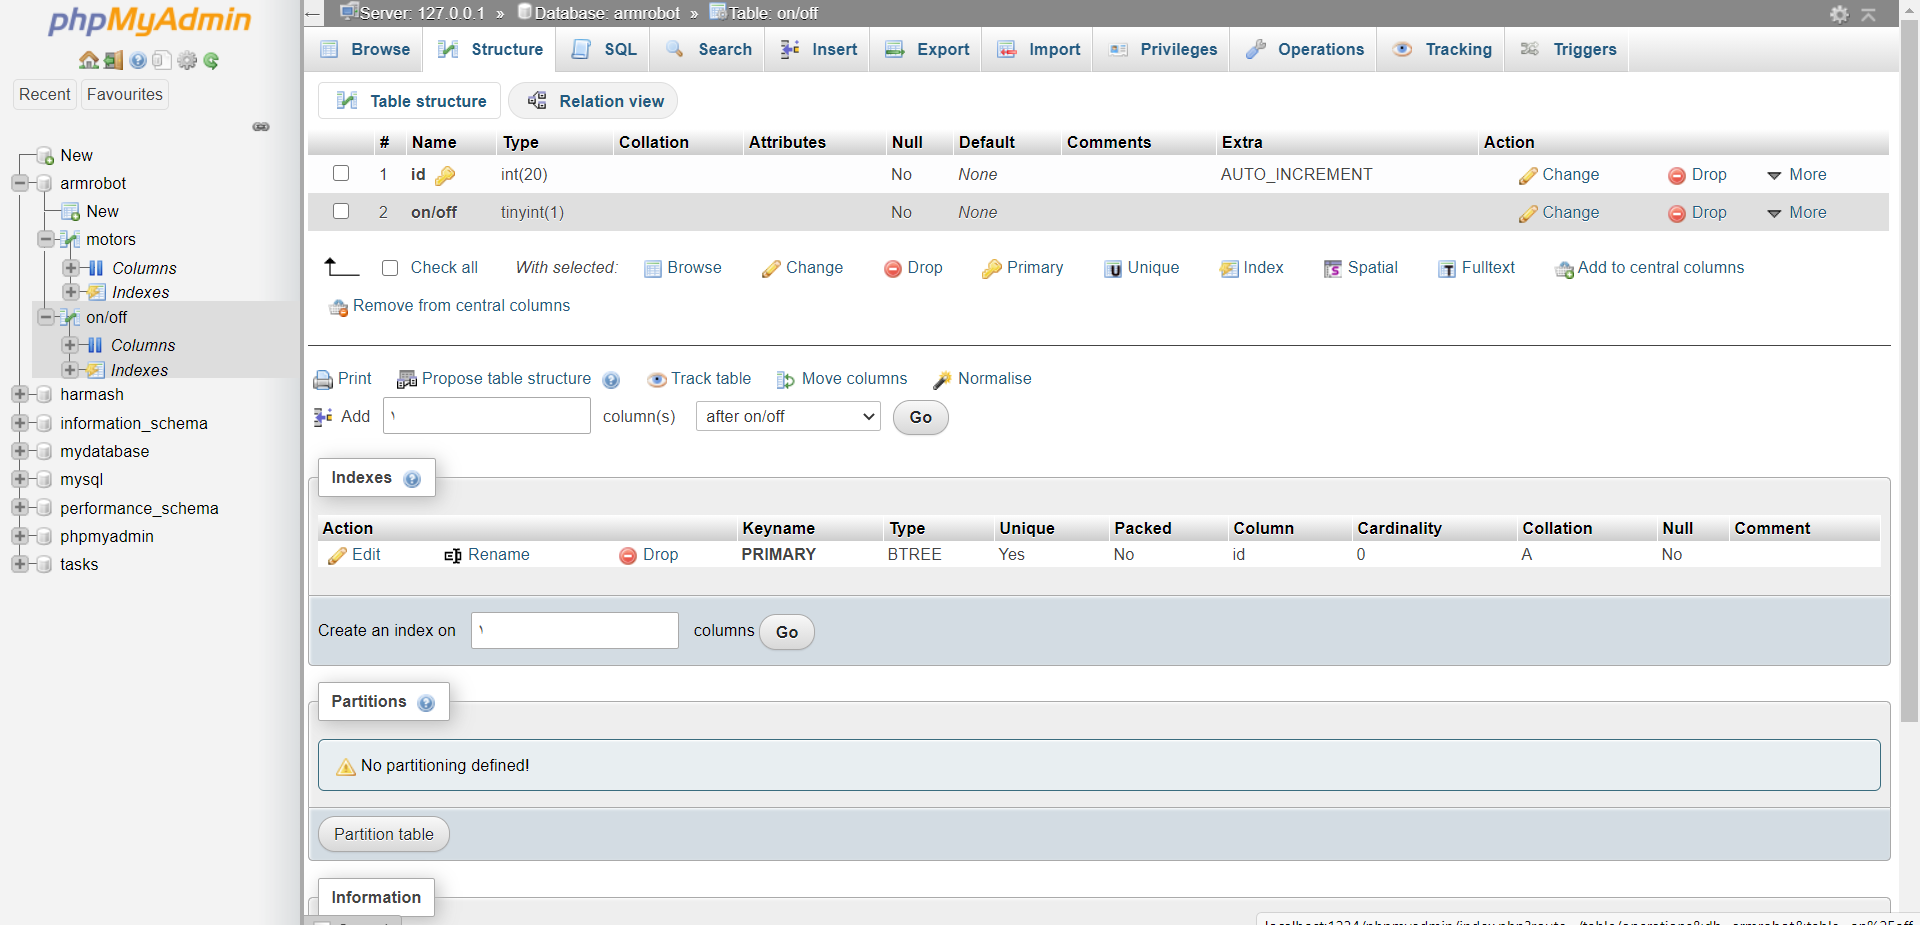 phpMyAdmin
Recent Favourites
New
armrobot
New
motors
Columns
Indexes
on/off
Columns
Indexes
harmash
information_schema
mydatabase
mysql
performance_schema
phpmyadmin
tasks
Server: 127.0.0.1 » Database: armrobot » Table: on/off
Browse Structure SQL Search Insert Export Import Privileges Operations Tracking Triggers
Table structure Relation view
# Name Type Collation Attributes Null Default Comments Extra Action
1 id int(20) No None AUTO_INCREMENT Change Drop More
2 on/off tinyint(1) No None Change Drop More
Check all With selected: Browse Change Drop Primary Unique Index Spatial Fulltext Add to central columns
Remove from central columns
Print Propose table structure Track table Move columns Normalise
Add ١ column(s) after on/off Go
Indexes
Action Keyname Type Unique Packed Column Cardinality Collation Null Comment
Edit Rename Drop PRIMARY BTREE Yes No id 0 A No
Create an index on ١ columns Go
Partitions
No partitioning defined!
Partition table
Information